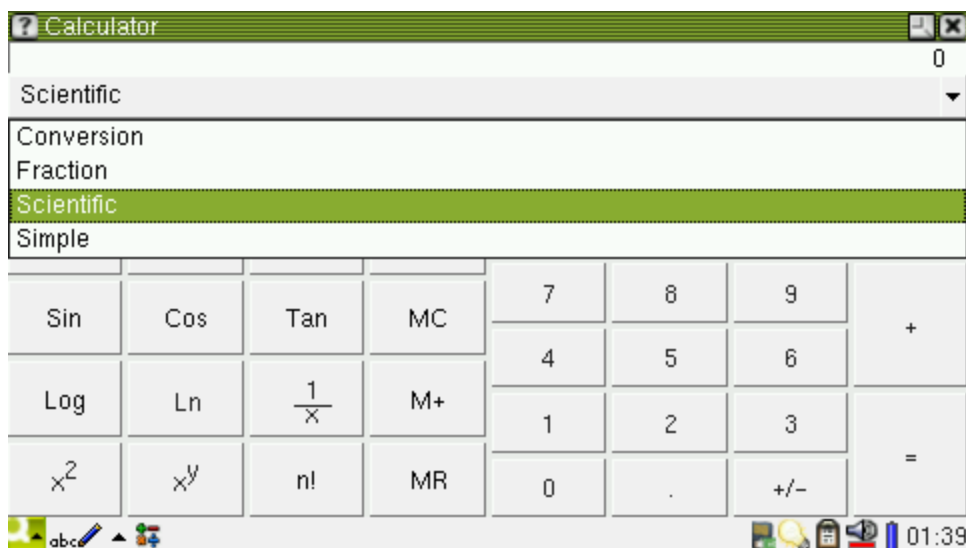 ? Calculator
0
Scientific
Conversion
Fraction
Scientific
Simple
Sin Cos Tan MC 7 8 9 +
4 5 6
Log Ln 1/x M+ 1 2 3 =
x² xʸ n! MR 0 . +/−
abc 01:39